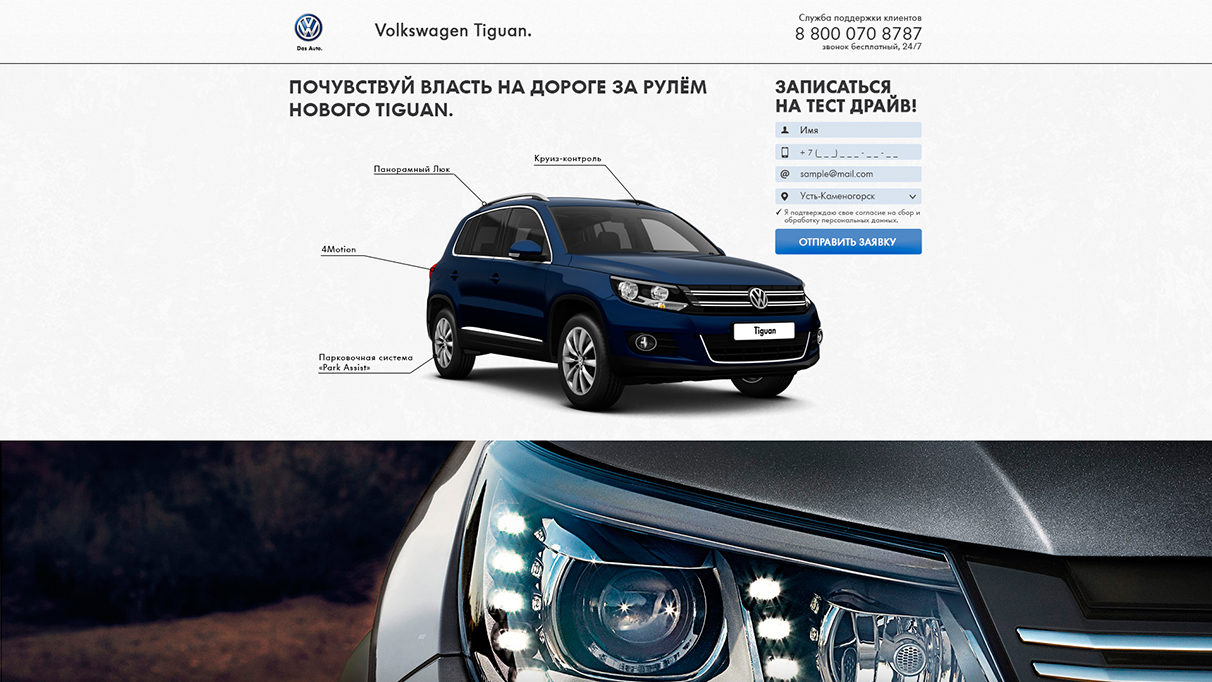 Das Auto.
Volkswagen Tiguan.
Служба поддержки клиентов
8 800 070 8787
звонок бесплатный, 24/7
ПОЧУВСТВУЙ ВЛАСТЬ НА ДОРОГЕ ЗА РУЛЁМ
НОВОГО TIGUAN.
ЗАПИСАТЬСЯ
НА ТЕСТ ДРАЙВ!
Имя
+ 7 (_ _ _) _ _ _ - _ _ - _ _
sample@mail.com
Усть-Каменогорск
Я подтверждаю свое согласие на сбор и
обработку персональных данных.
ОТПРАВИТЬ ЗАЯВКУ
Круиз-контроль
Панорамный Люк
4Motion
Tiguan
Парковочная система
«Park Assist»